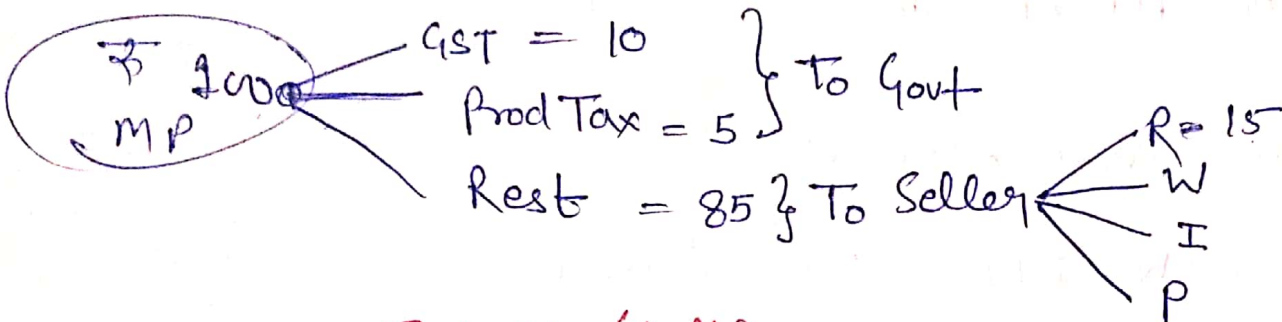 GST = 10
₹ 100
Prod Tax = 5 } To Govt
MP
R = 15
Rest = 85 } To Seller
W
I
P